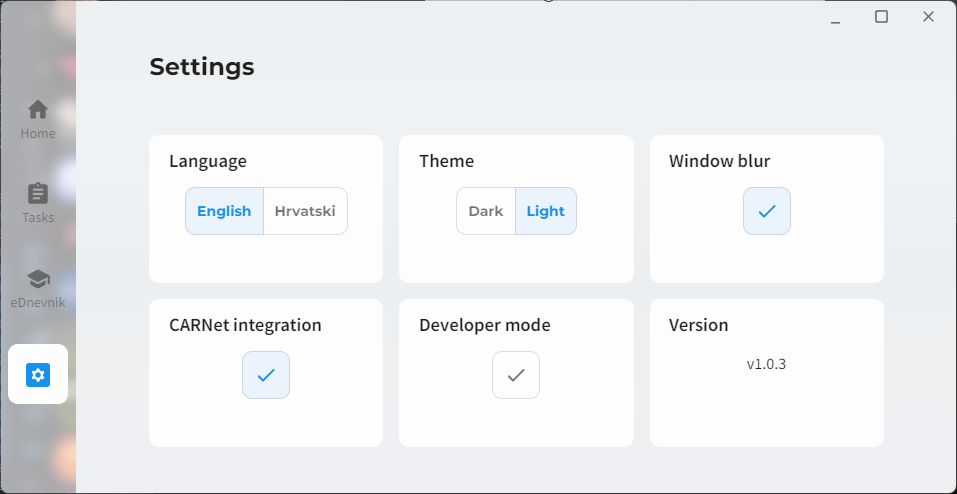 Settings
Home
Tasks
eDnevnik
Language
English Hrvatski
Theme
Dark Light
Window blur
CARNet integration
Developer mode
Version
v1.0.3